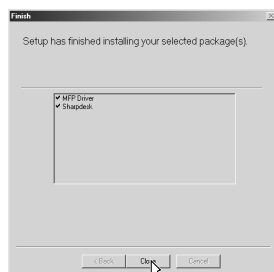 Finish
Setup has finished installing your selected package(s).
MFP Driver
Sharpdesk
< Back
Close
Cancel